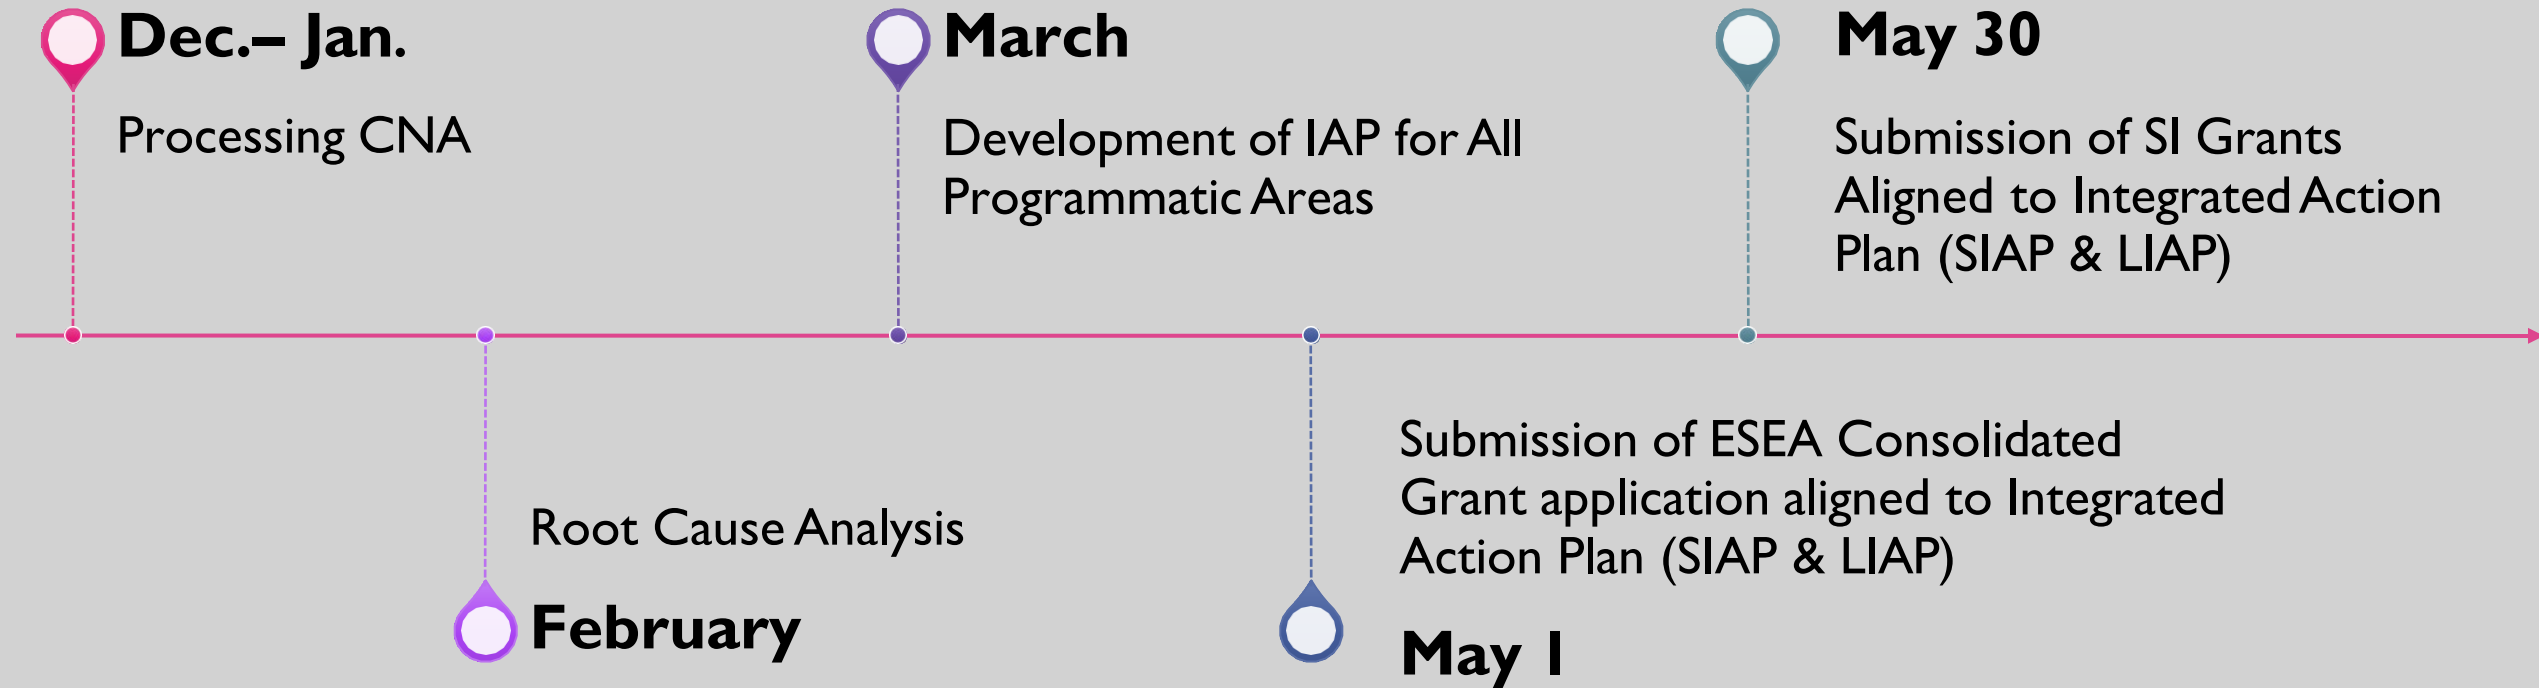 Dec.– Jan.
Processing CNA
March
Development of IAP for All
Programmatic Areas
May 30
Submission of SI Grants
Aligned to Integrated Action
Plan (SIAP & LIAP)
Root Cause Analysis
February
Submission of ESEA Consolidated
Grant application aligned to Integrated
Action Plan (SIAP & LIAP)
May 1